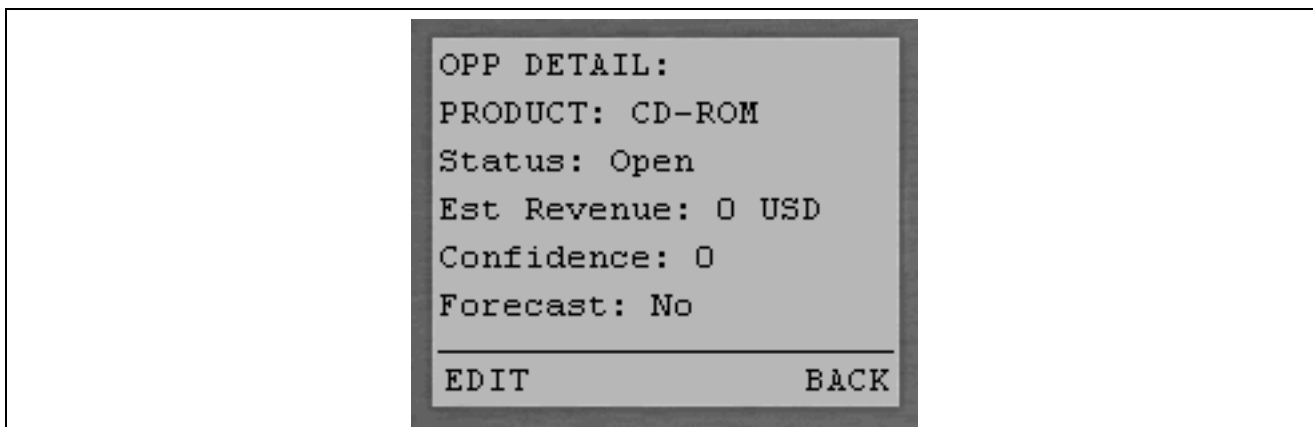 OPP DETAIL:
PRODUCT: CD-ROM
Status: Open
Est Revenue: 0 USD
Confidence: 0
Forecast: No
EDIT BACK